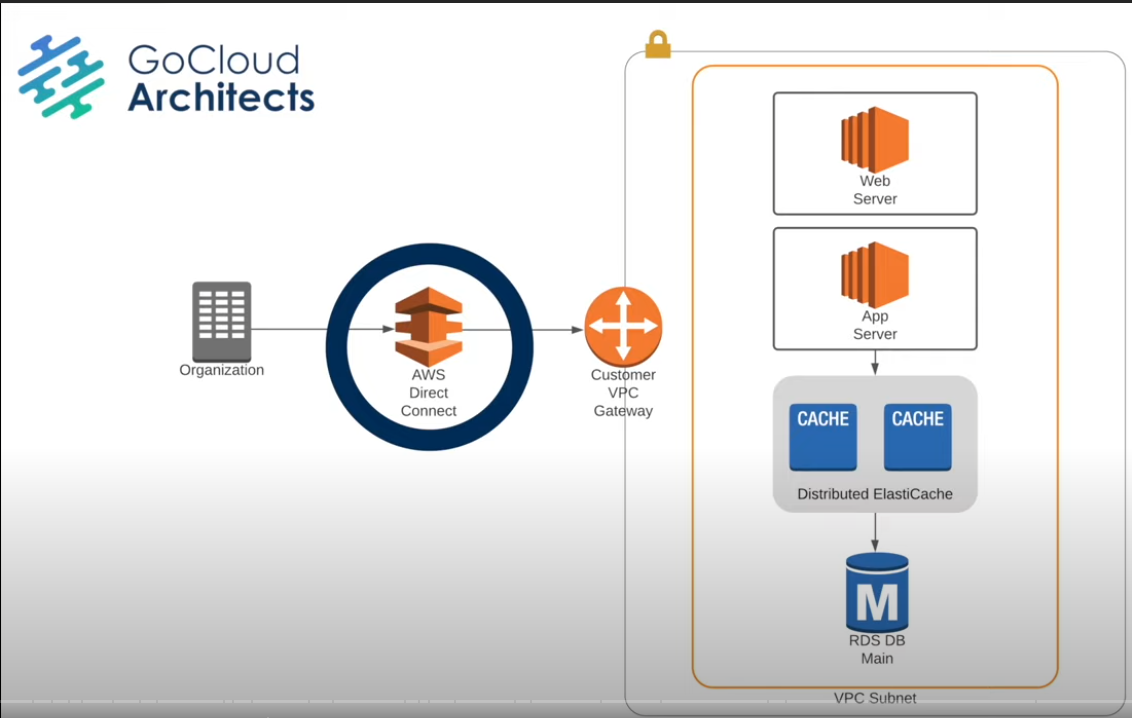 GoCloud
Architects
Organization
AWS
Direct
Connect
Customer
VPC
Gateway
Web
Server
App
Server
CACHE CACHE
Distributed ElastiCache
M
RDS DB
Main
VPC Subnet